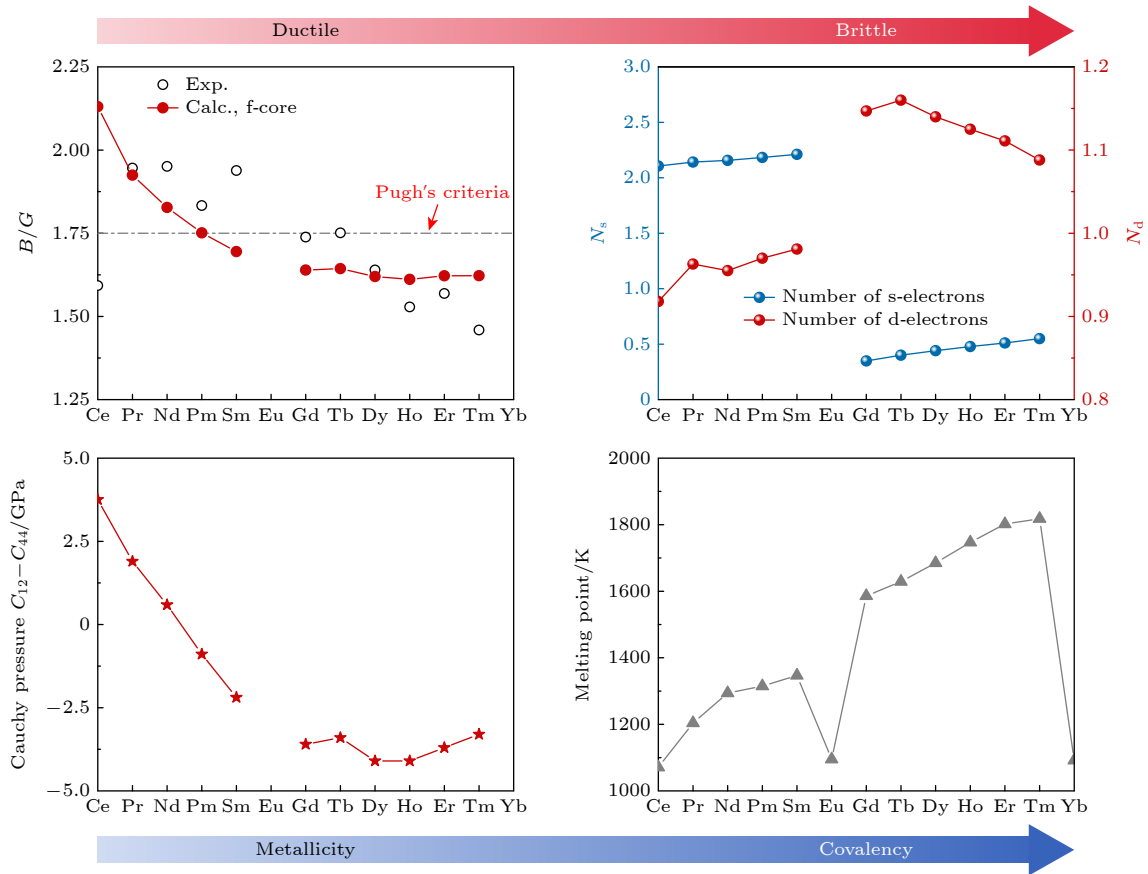 Ductile Brittle
2.25
2.00
1.75
1.50
1.25
B/G
Exp.
Calc., f-core
Pugh's criteria
Ce Pr Nd Pm Sm Eu Gd Tb Dy Ho Er Tm Yb
3.0
2.5
2.0
1.5
1.0
0.5
0
Ns
1.2
1.1
1.0
0.9
0.8
Nd
Number of s-electrons
Number of d-electrons
Ce Pr Nd Pm Sm Eu Gd Tb Dy Ho Er Tm Yb
5.0
2.5
0
−2.5
−5.0
Cauchy pressure C12−C44/GPa
Ce Pr Nd Pm Sm Eu Gd Tb Dy Ho Er Tm Yb
2000
1800
1600
1400
1200
1000
Melting point/K
Ce Pr Nd Pm Sm Eu Gd Tb Dy Ho Er Tm Yb
Metallicity Covalency